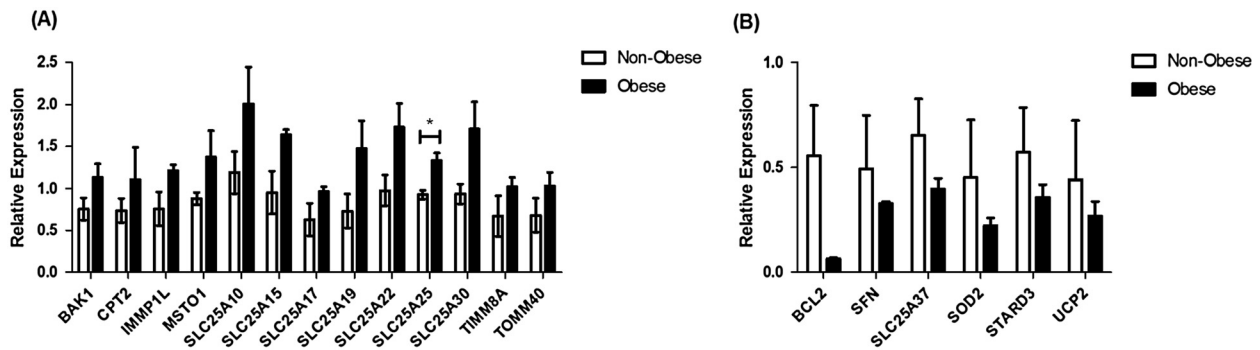 (A)
Non-Obese
Obese
Relative Expression
2.5
2.0
1.5
1.0
0.5
0.0
*
BAK1
CPT2
IMMP1L
MSTO1
SLC25A10
SLC25A15
SLC25A17
SLC25A19
SLC25A22
SLC25A25
SLC25A30
TIMM8A
TOMM40
(B)
Non-Obese
Obese
Relative Expression
1.0
0.5
0.0
BCL2
SFN
SLC25A37
SOD2
STARD3
UCP2